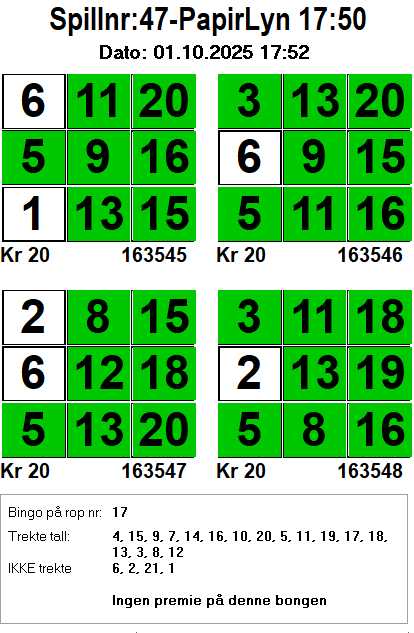 Spillnr:47-PapirLyn 17:50
Dato: 01.10.2025 17:52
6 11 20 3 13 20
5 9 16 6 9 15
1 13 15 5 11 16
Kr 20 163545 Kr 20 163546
2 8 15 3 11 18
6 12 18 2 13 19
5 13 20 5 8 16
Kr 20 163547 Kr 20 163548
Bingo på rop nr: 17
Trekte tall: 4, 15, 9, 7, 14, 16, 10, 20, 5, 11, 19, 17, 18,
13, 3, 8, 12
IKKE trekte 6, 2, 21, 1
Ingen premie på denne bongen